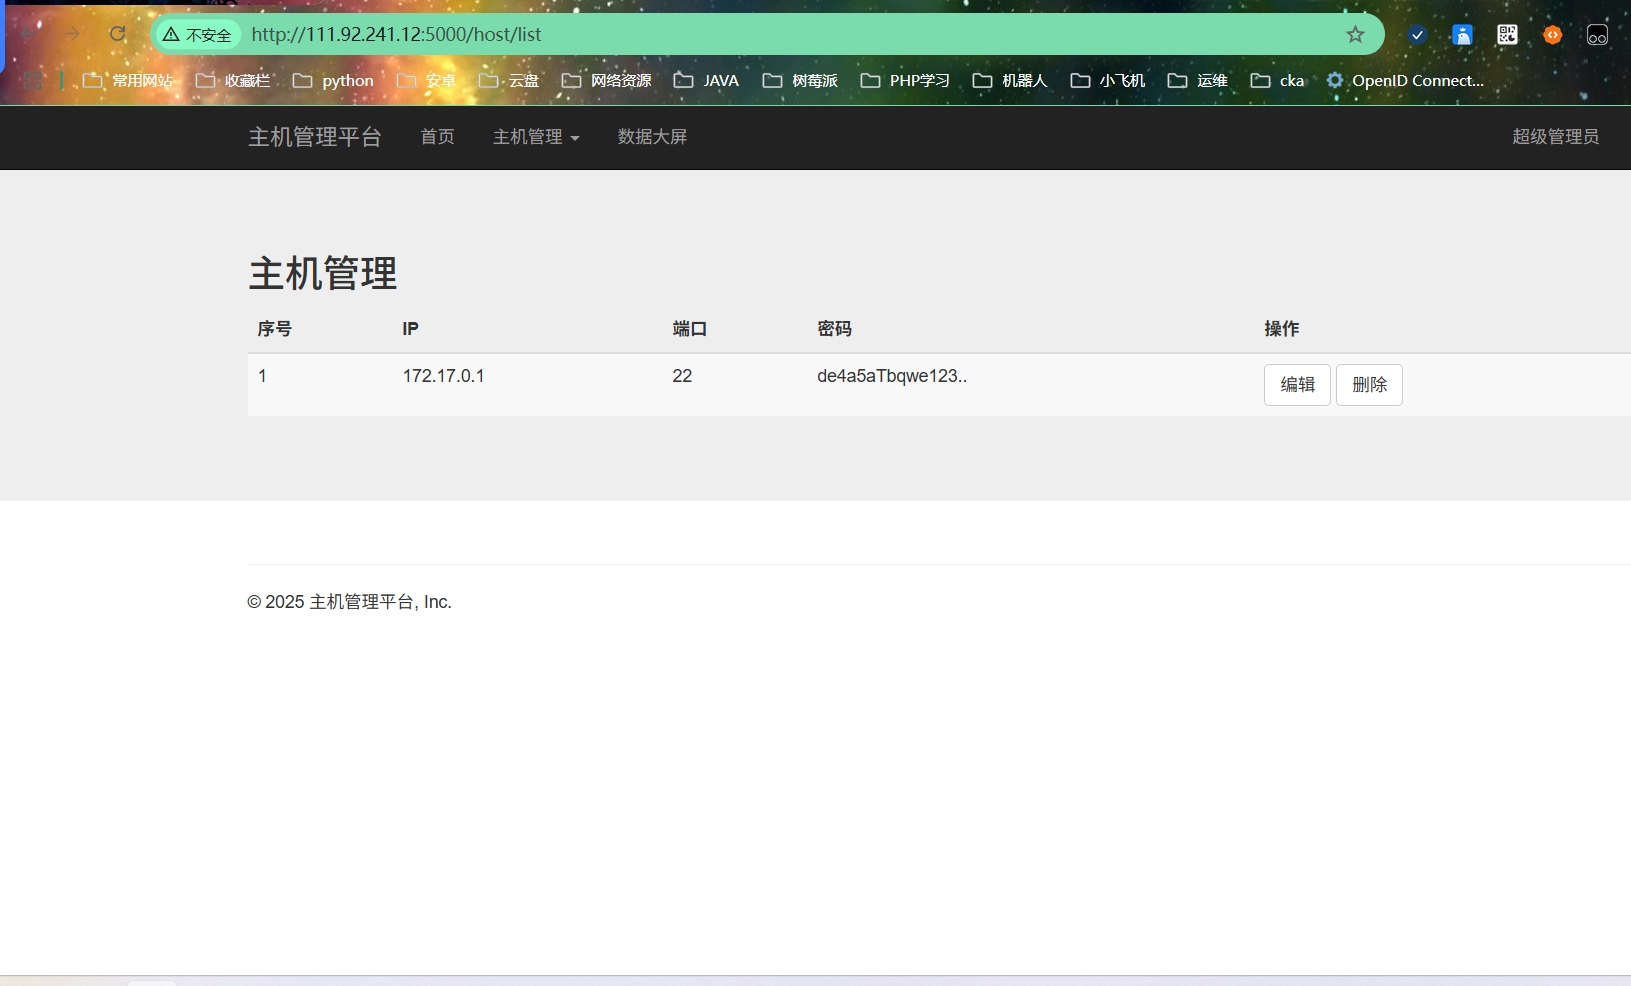 不安全 http://111.92.241.12:5000/host/list
常用网站 收藏栏 python 安卓 云盘 网络资源 JAVA 树莓派 PHP学习 机器人 小飞机 运维 cka OpenID Connect...
主机管理平台 首页 主机管理 数据大屏 超级管理员
主机管理
序号 IP 端口 密码 操作
1 172.17.0.1 22 de4a5aTbqwe123.. 编辑 删除
© 2025 主机管理平台, Inc.